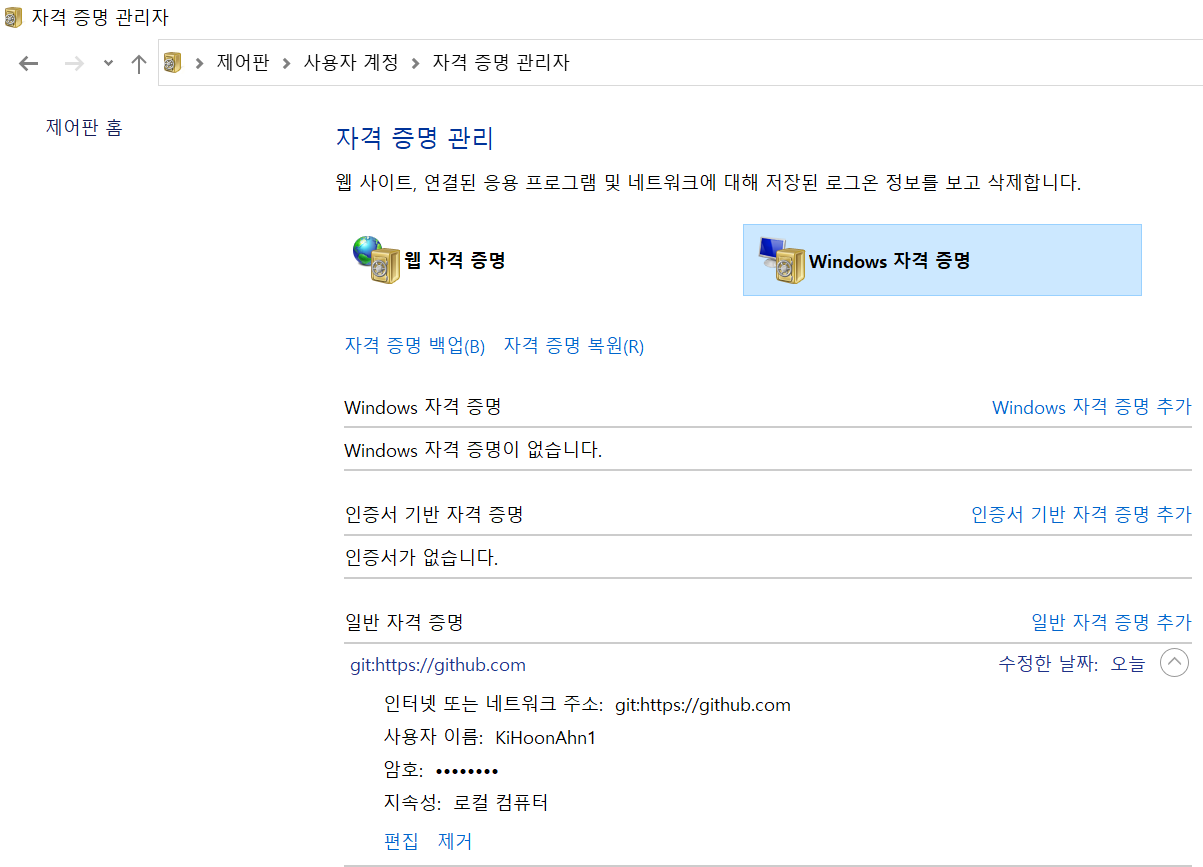 자격 증명 관리자
제어판 > 사용자 계정 > 자격 증명 관리자
제어판 홈
자격 증명 관리
웹 사이트, 연결된 응용 프로그램 및 네트워크에 대해 저장된 로그온 정보를 보고 삭제합니다.
웹 자격 증명
Windows 자격 증명
자격 증명 백업(B) 자격 증명 복원(R)
Windows 자격 증명 Windows 자격 증명 추가
Windows 자격 증명이 없습니다.
인증서 기반 자격 증명 인증서 기반 자격 증명 추가
인증서가 없습니다.
일반 자격 증명 일반 자격 증명 추가
git:https://github.com 수정한 날짜: 오늘
인터넷 또는 네트워크 주소: git:https://github.com
사용자 이름: KiHoonAhn1
암호: ••••••••
지속성: 로컬 컴퓨터
편집 제거